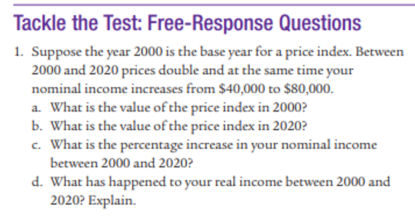 Tackle the Test: Free-Response Questions
1. Suppose the year 2000 is the base year for a price index. Between
2000 and 2020 prices double and at the same time your
nominal income increases from $40,000 to $80,000.
a. What is the value of the price index in 2000?
b. What is the value of the price index in 2020?
c. What is the percentage increase in your nominal income
between 2000 and 2020?
d. What has happened to your real income between 2000 and
2020? Explain.